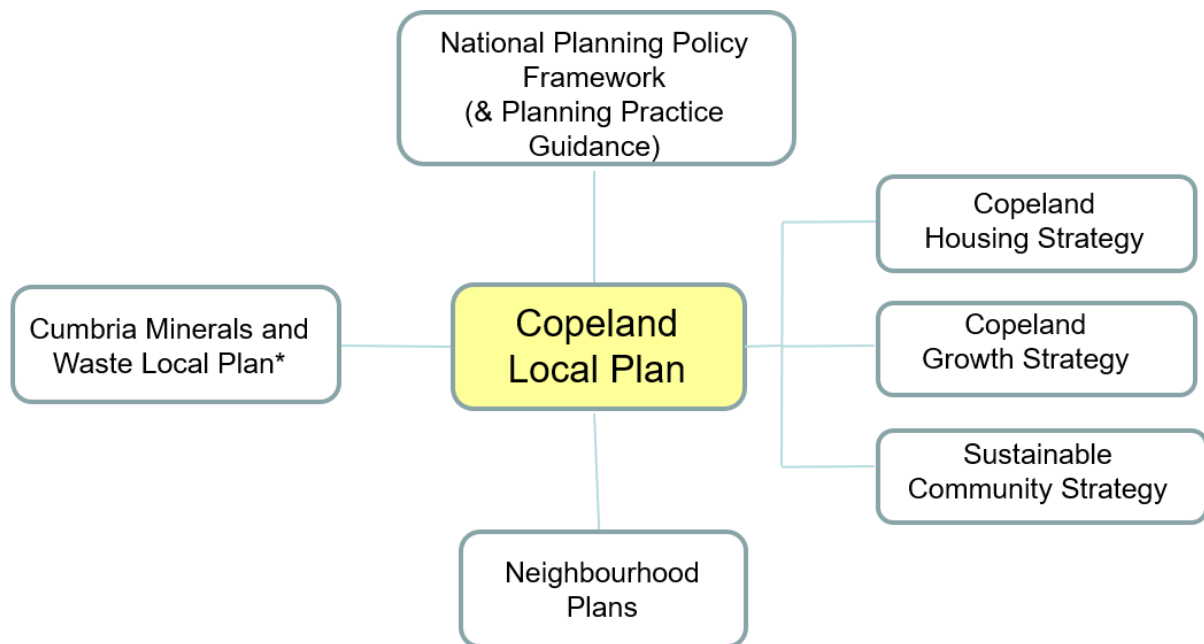 National Planning Policy
Framework
(& Planning Practice
Guidance)
Copeland
Housing Strategy
Cumbria Minerals and
Waste Local Plan*
Copeland
Local Plan
Copeland
Growth Strategy
Sustainable
Community Strategy
Neighbourhood
Plans